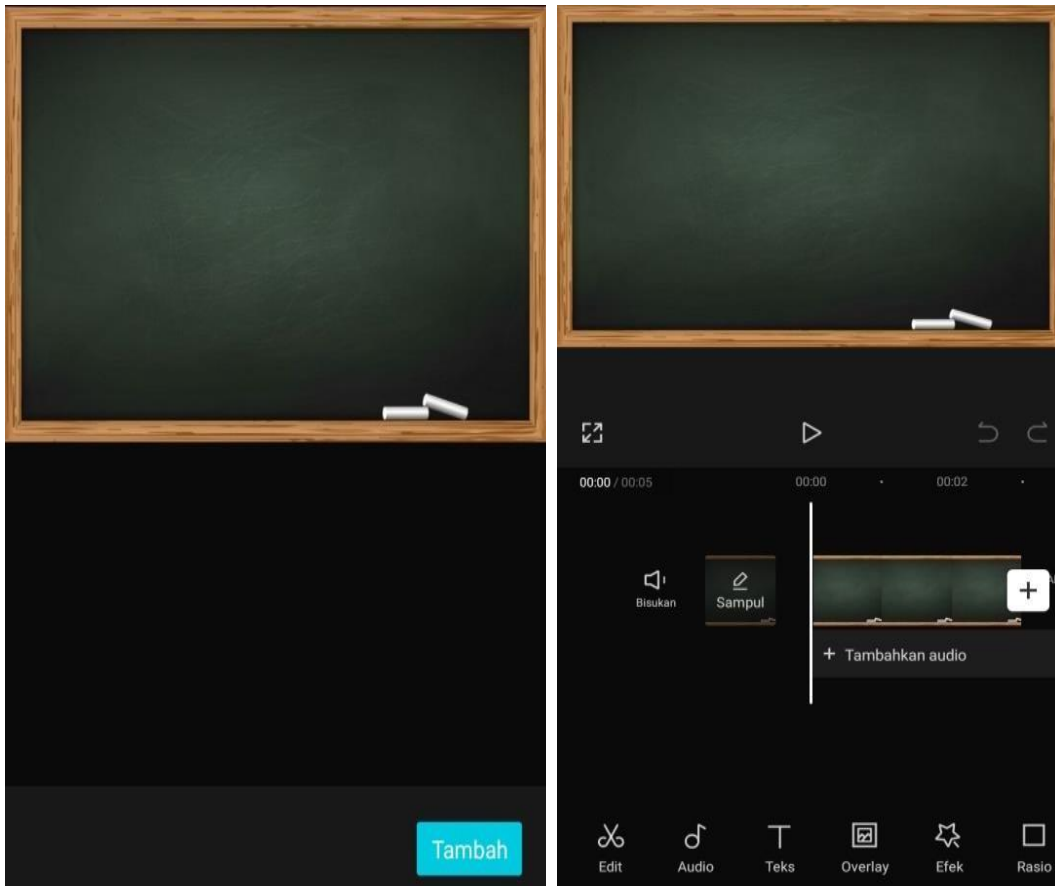 Tambah
00:00 / 00:05
00:00
00:02
Bisukan
Sampul
Tambahkan audio
Edit
Audio
Teks
Overlay
Efek
Rasio